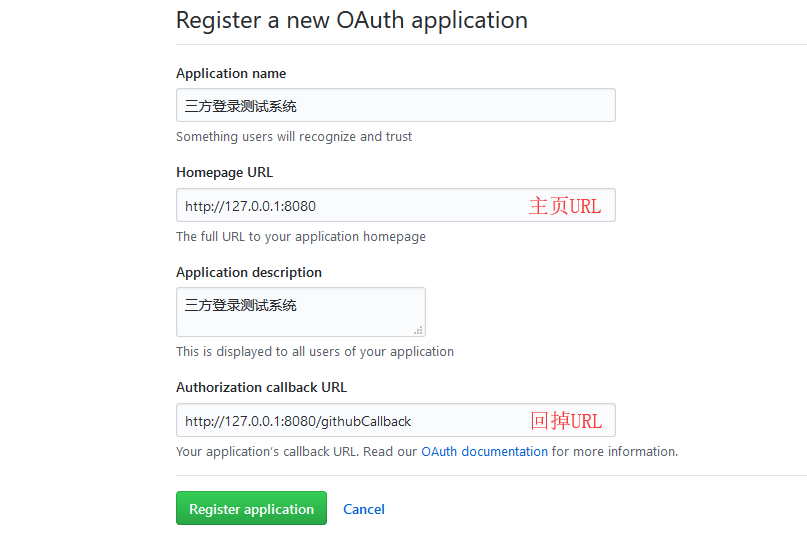 Register a new OAuth application
Application name
三方登录测试系统
Something users will recognize and trust
Homepage URL
http://127.0.0.1:8080 主页URL
The full URL to your application homepage
Application description
三方登录测试系统
This is displayed to all users of your application
Authorization callback URL
http://127.0.0.1:8080/githubCallback 回掉URL
Your application's callback URL. Read our OAuth documentation for more information.
Register application Cancel